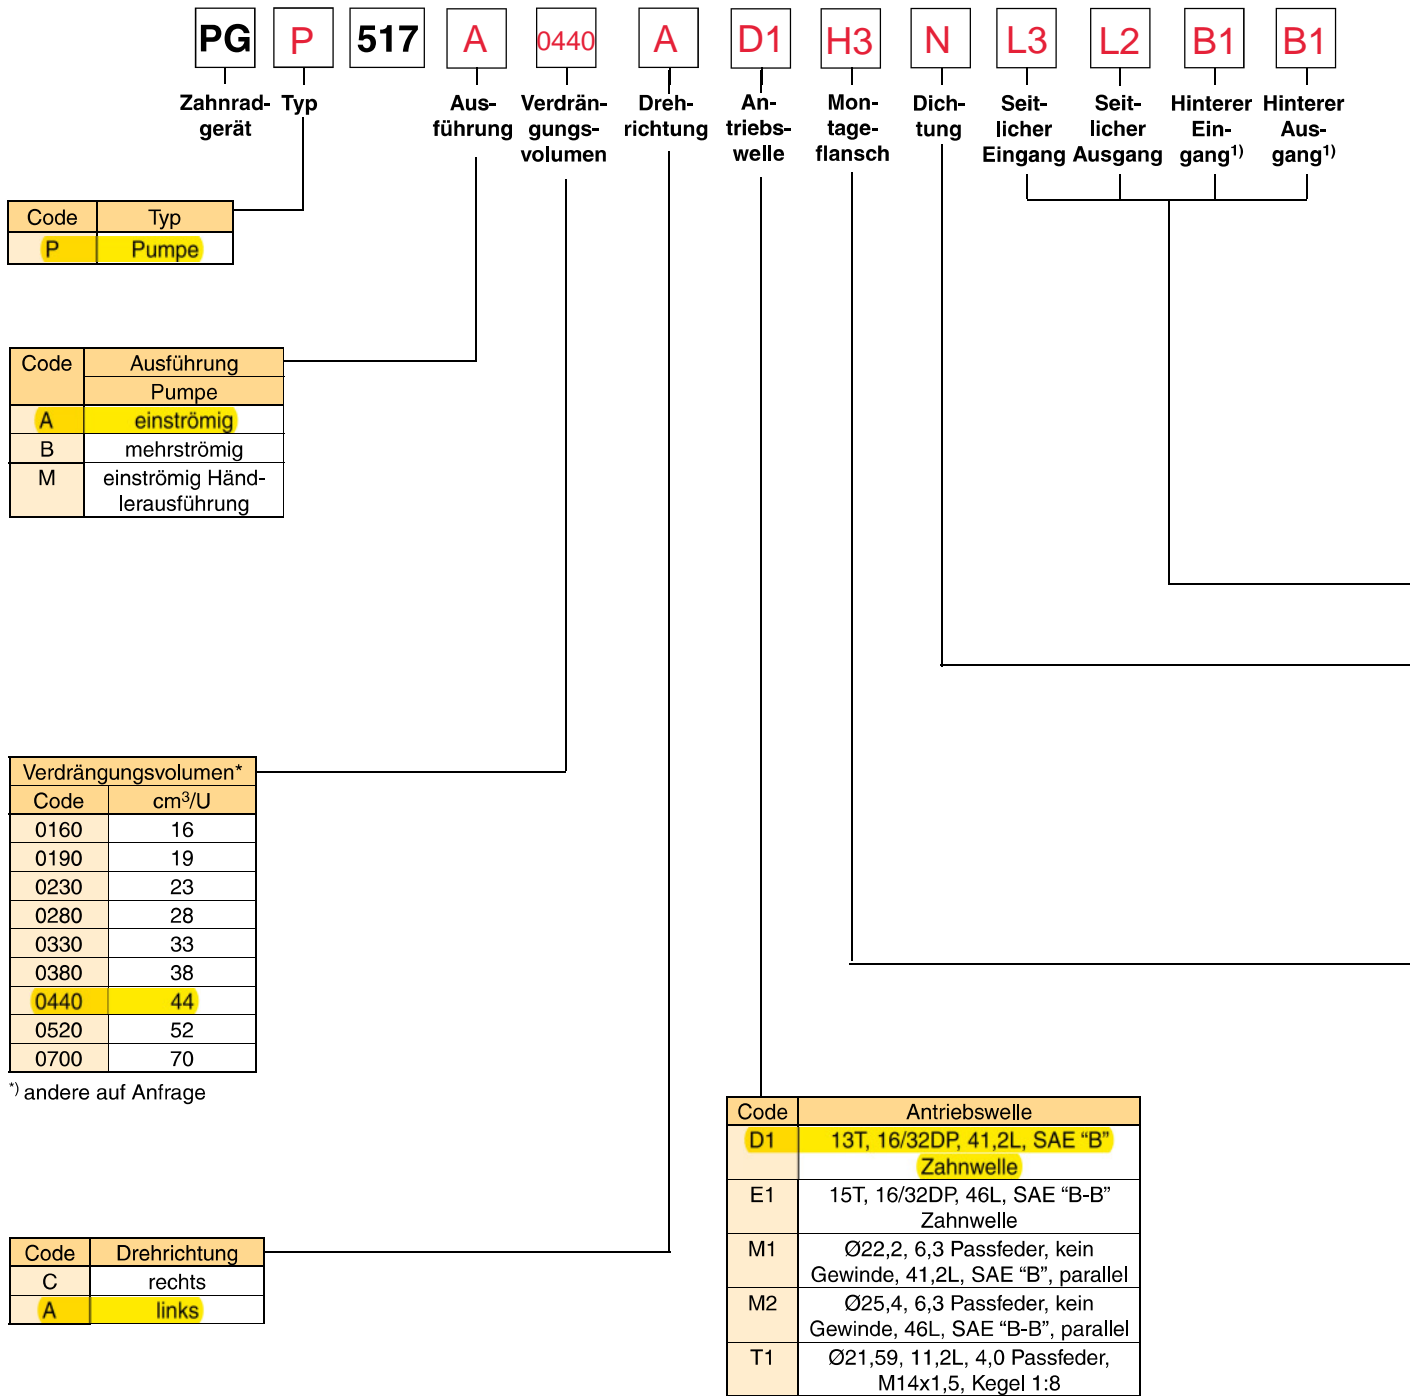 PG P 517 A 0440 A D1 H3 N L3 L2 B1 B1
Zahnrad-
gerät
Typ
Aus-
führung
Verdrän-
gungs-
volumen
Dreh-
richtung
An-
triebs-
welle
Mon-
tage-
flansch
Dich-
tung
Seit-
licher
Eingang
Seit-
licher
Ausgang
Hinterer
Ein-
gang1)
Hinterer
Aus-
gang1)
Code Typ
P Pumpe
Code Ausführung
Pumpe
A einströmig
B mehrströmig
M einströmig Händ-
lerausführung
Verdrängungsvolumen*
Code cm³/U
0160 16
0190 19
0230 23
0280 28
0330 33
0380 38
0440 44
0520 52
0700 70
*) andere auf Anfrage
Code Drehrichtung
C rechts
A links
Code Antriebswelle
D1 13T, 16/32DP, 41,2L, SAE “B”
Zahnwelle
E1 15T, 16/32DP, 46L, SAE “B-B”
Zahnwelle
M1 Ø22,2, 6,3 Passfeder, kein
Gewinde, 41,2L, SAE “B”, parallel
M2 Ø25,4, 6,3 Passfeder, kein
Gewinde, 46L, SAE “B-B”, parallel
T1 Ø21,59, 11,2L, 4,0 Passfeder,
M14x1,5, Kegel 1:8